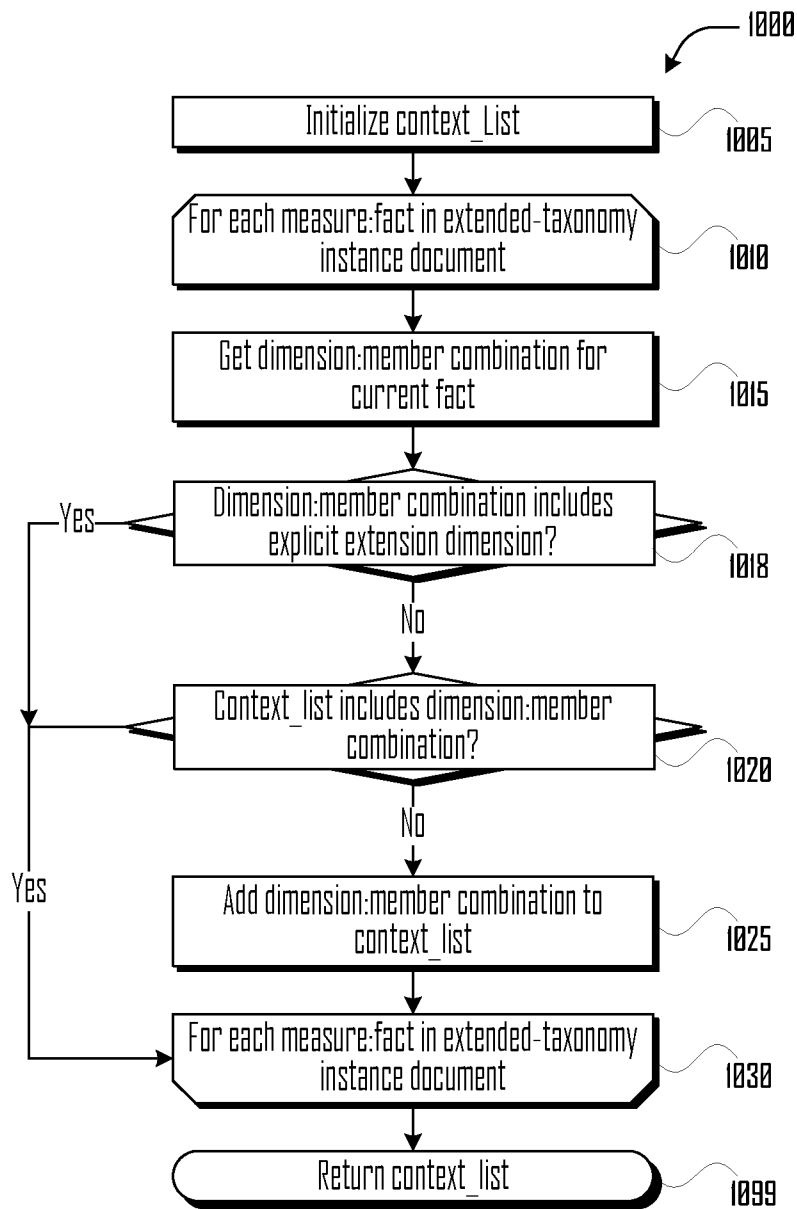 1000
Initialize context_List
1005
For each measure:fact in extended-taxonomy
instance document
1010
Get dimension:member combination for
current fact
1015
Dimension:member combination includes
explicit extension dimension?
Yes
1018
No
Context_list includes dimension:member
combination?
1020
No
Yes
Add dimension:member combination to
context_list
1025
For each measure:fact in extended-taxonomy
instance document
1030
Return context_list
1099